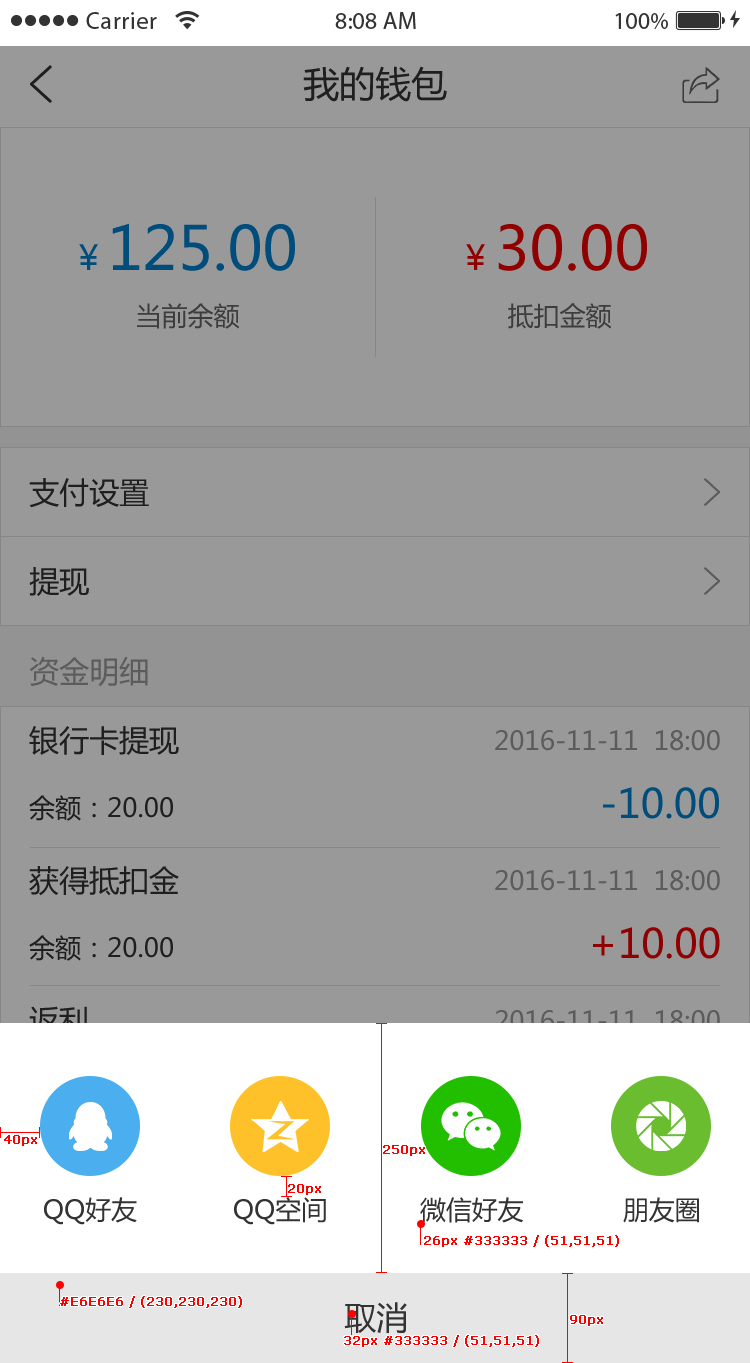 ●●●●● Carrier 8:08 AM 100%
我的钱包
¥ 125.00 ¥ 30.00
当前余额 抵扣金额
支付设置
提现
资金明细
银行卡提现 2016-11-11 18:00
余额：20.00 -10.00
获得抵扣金 2016-11-11 18:00
余额：20.00 +10.00
返利 2016-11-11 18:00
40px 250px
20px
QQ好友 QQ空间 微信好友 朋友圈
26px #333333 / (51,51,51)
#E6E6E6 / (230,230,230)
取消 90px
32px #333333 / (51,51,51)